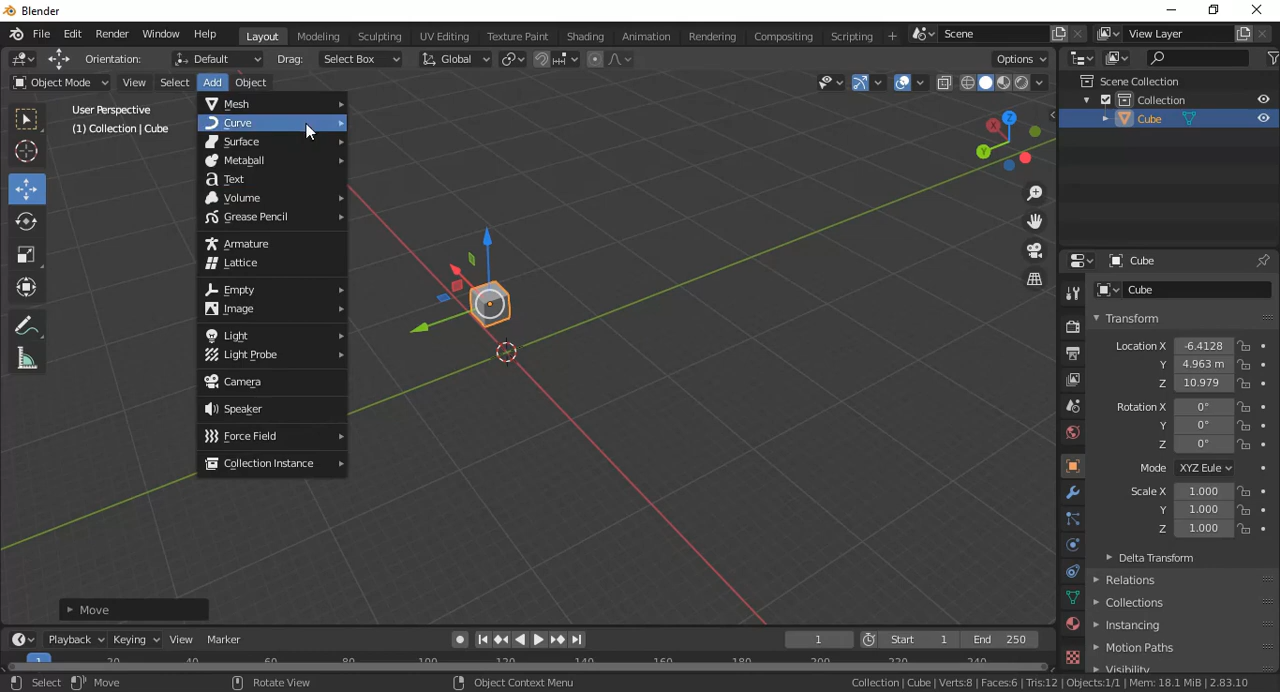 Blender
File Edit Render Window Help Layout Modeling Sculpting UV Editing Texture Paint Shading Animation Rendering Compositing Scripting + Scene View Layer
Orientation: Default Drag: Select Box Global Options
Object Mode View Select Add Object
Scene Collection
Collection
Cube
User Perspective
(1) Collection | Cube
Mesh
Curve
Surface
Metaball
Text
Volume
Grease Pencil
Armature
Lattice
Empty
Image
Light
Light Probe
Camera
Speaker
Force Field
Collection Instance
Z
X
Y
Cube
Cube
Transform
Location X -6.4128
Y 4.963 m
Z 10.979
Rotation X 0°
Y 0°
Z 0°
Mode XYZ Eule
Scale X 1.000
Y 1.000
Z 1.000
Delta Transform
Relations
Collections
Instancing
Motion Paths
Visibility
Move
Playback Keying View Marker 1 Start 1 End 250
1 20 40 60 80 100 120 140 160 180 200 220 240
Select Move Rotate View Object Context Menu Collection | Cube | Verts:8 | Faces:6 | Tris:12 | Objects:1/1 | Mem: 18.1 MiB | 2.83.10